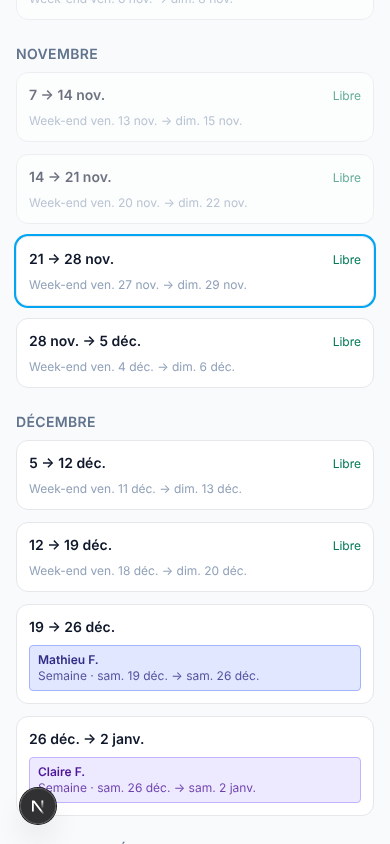 NOVEMBRE
7 → 14 nov.
Libre
Week-end ven. 13 nov. → dim. 15 nov.
14 → 21 nov.
Libre
Week-end ven. 20 nov. → dim. 22 nov.
21 → 28 nov.
Libre
Week-end ven. 27 nov. → dim. 29 nov.
28 nov. → 5 déc.
Libre
Week-end ven. 4 déc. → dim. 6 déc.
DÉCEMBRE
5 → 12 déc.
Libre
Week-end ven. 11 déc. → dim. 13 déc.
12 → 19 déc.
Libre
Week-end ven. 18 déc. → dim. 20 déc.
19 → 26 déc.
Mathieu F.
Semaine · sam. 19 déc. → sam. 26 déc.
26 déc. → 2 janv.
Claire F.
Semaine · sam. 26 déc. → sam. 2 janv.
N